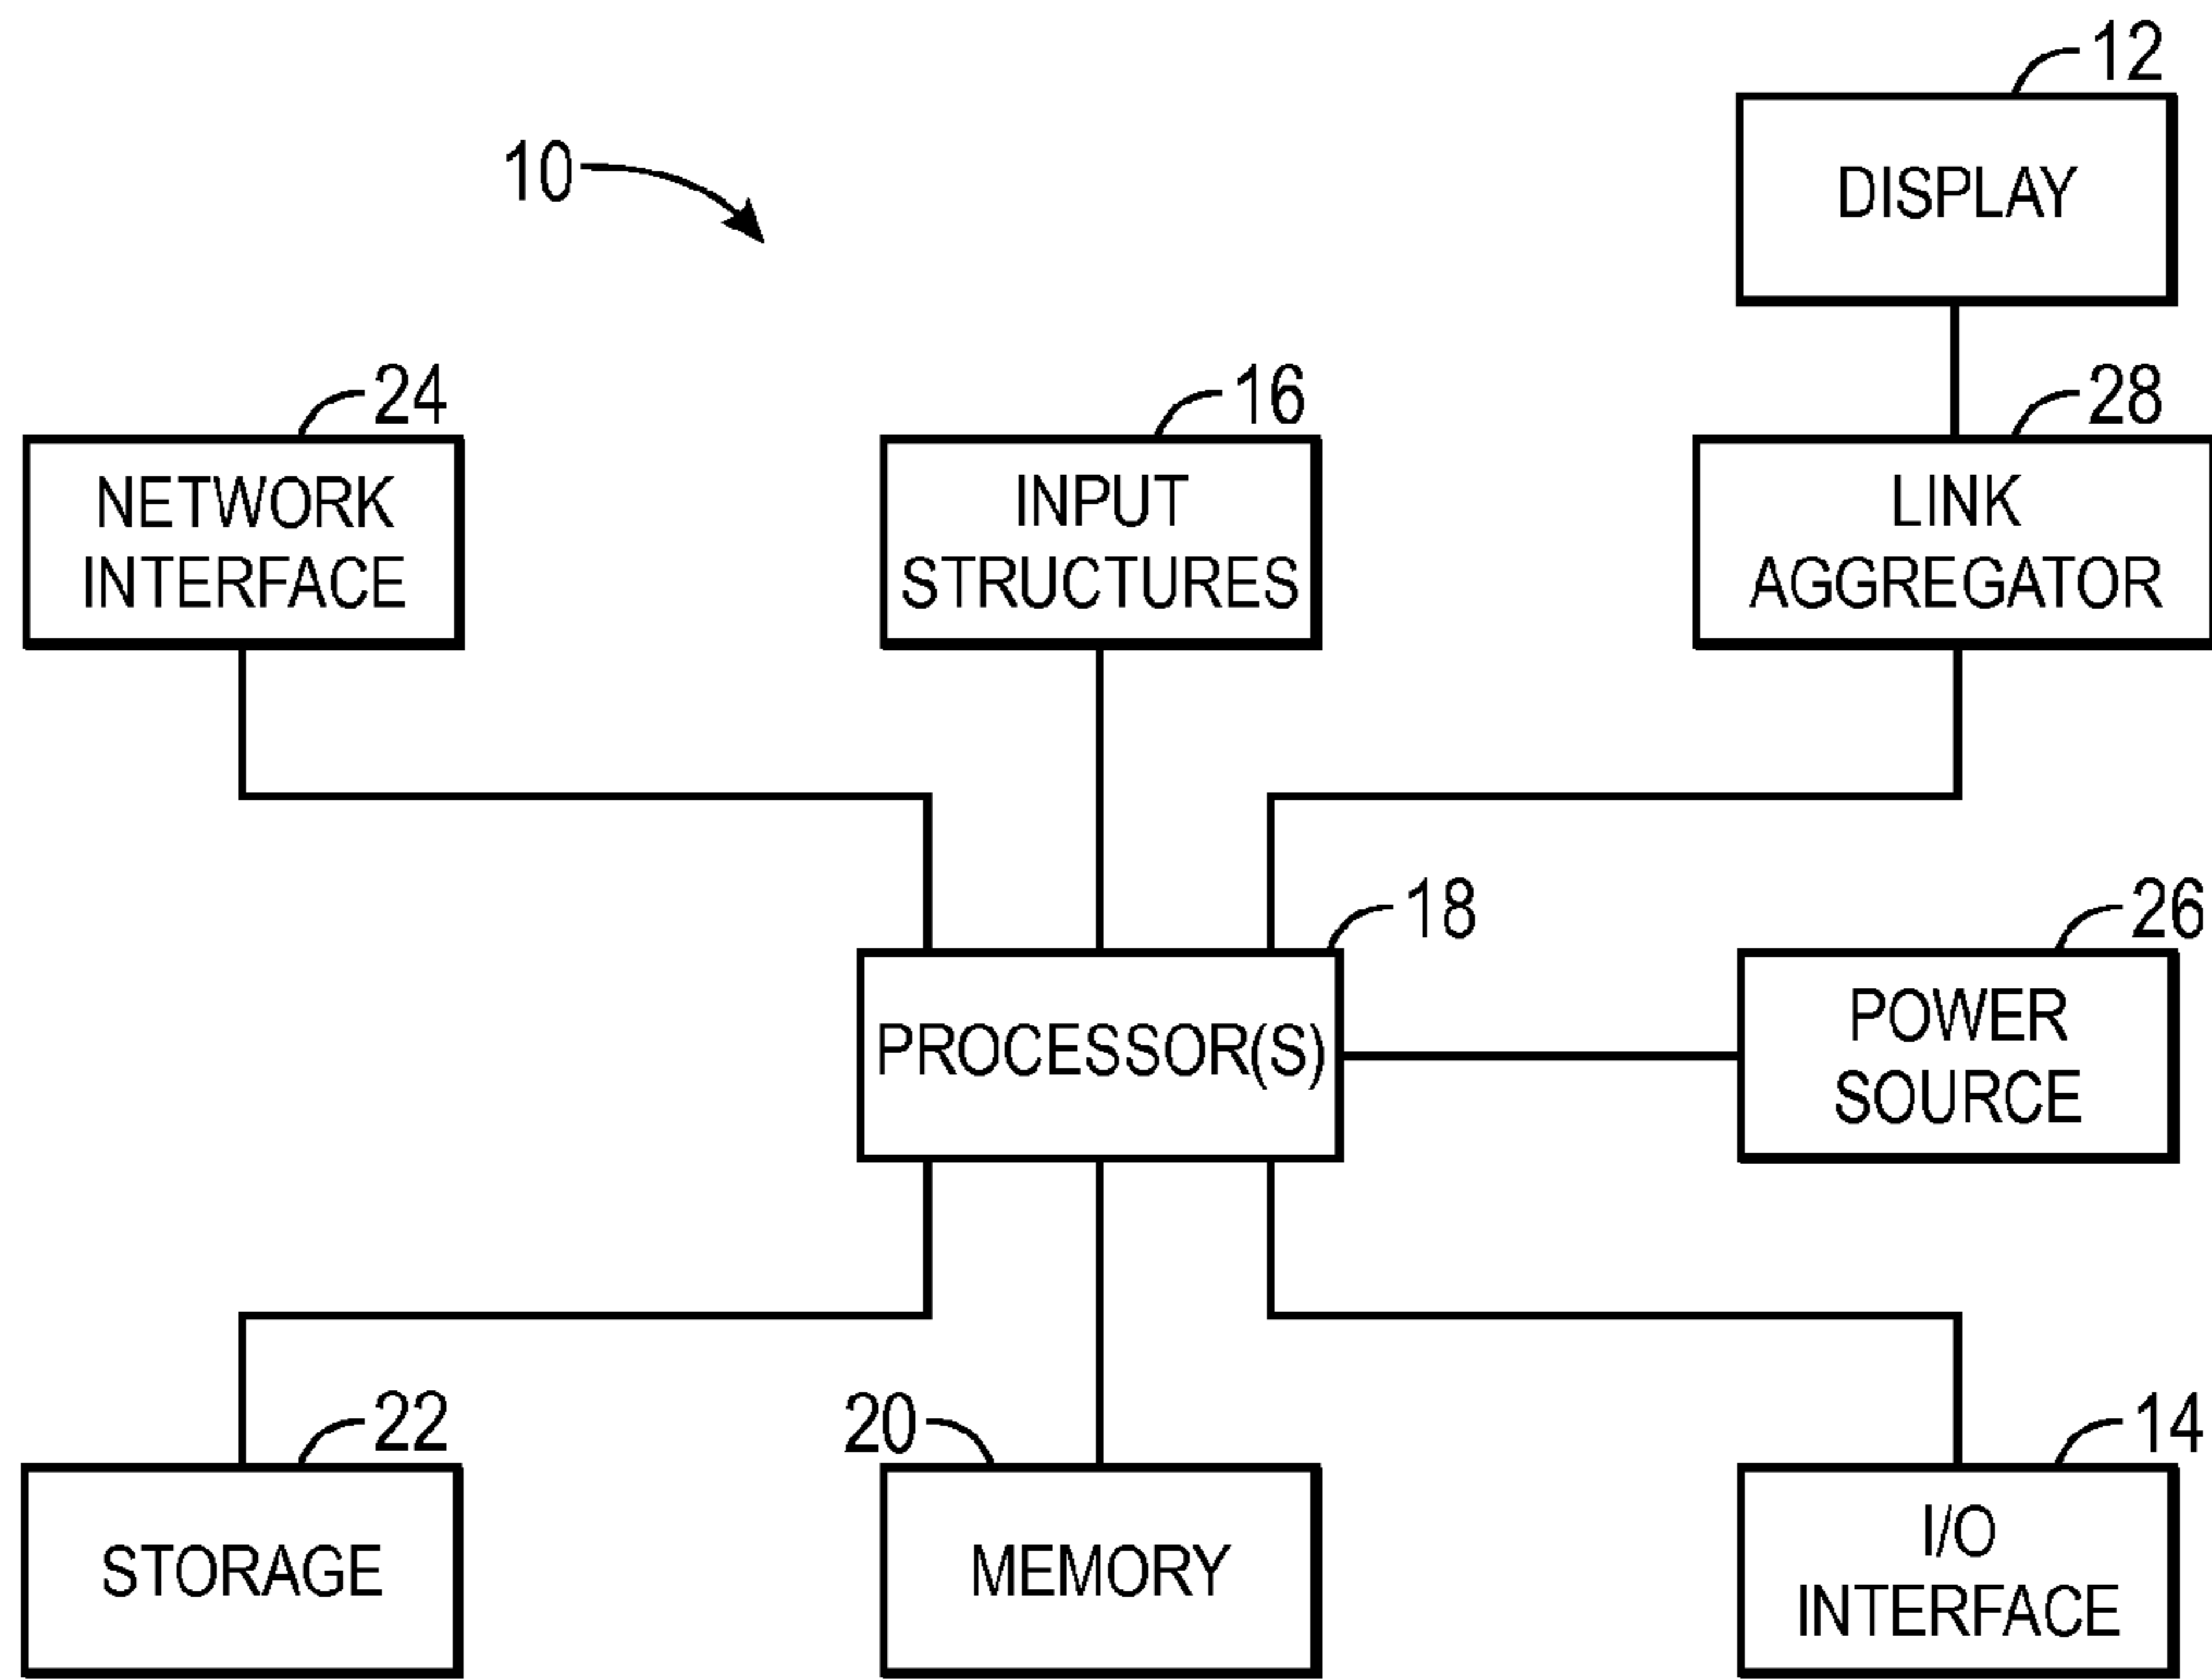 12
DISPLAY
10
24
NETWORK
INTERFACE
16
INPUT
STRUCTURES
28
LINK
AGGREGATOR
18
PROCESSOR(S)
26
POWER
SOURCE
22
STORAGE
20
MEMORY
14
I/O
INTERFACE